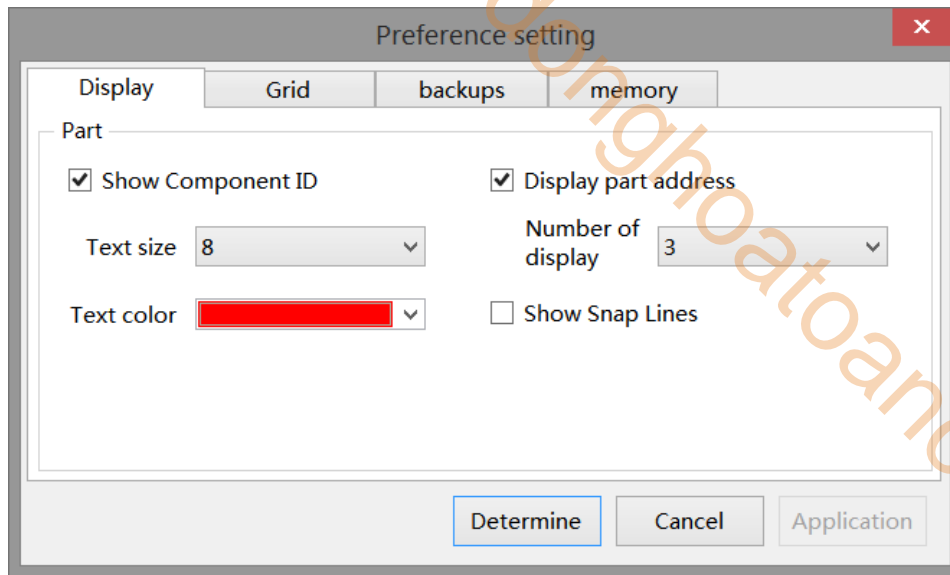 Preference setting
Display Grid backups memory
Part
Show Component ID Display part address
Text size 8 Number of display 3
Text color Show Snap Lines
Determine Cancel Application
onghoatoano